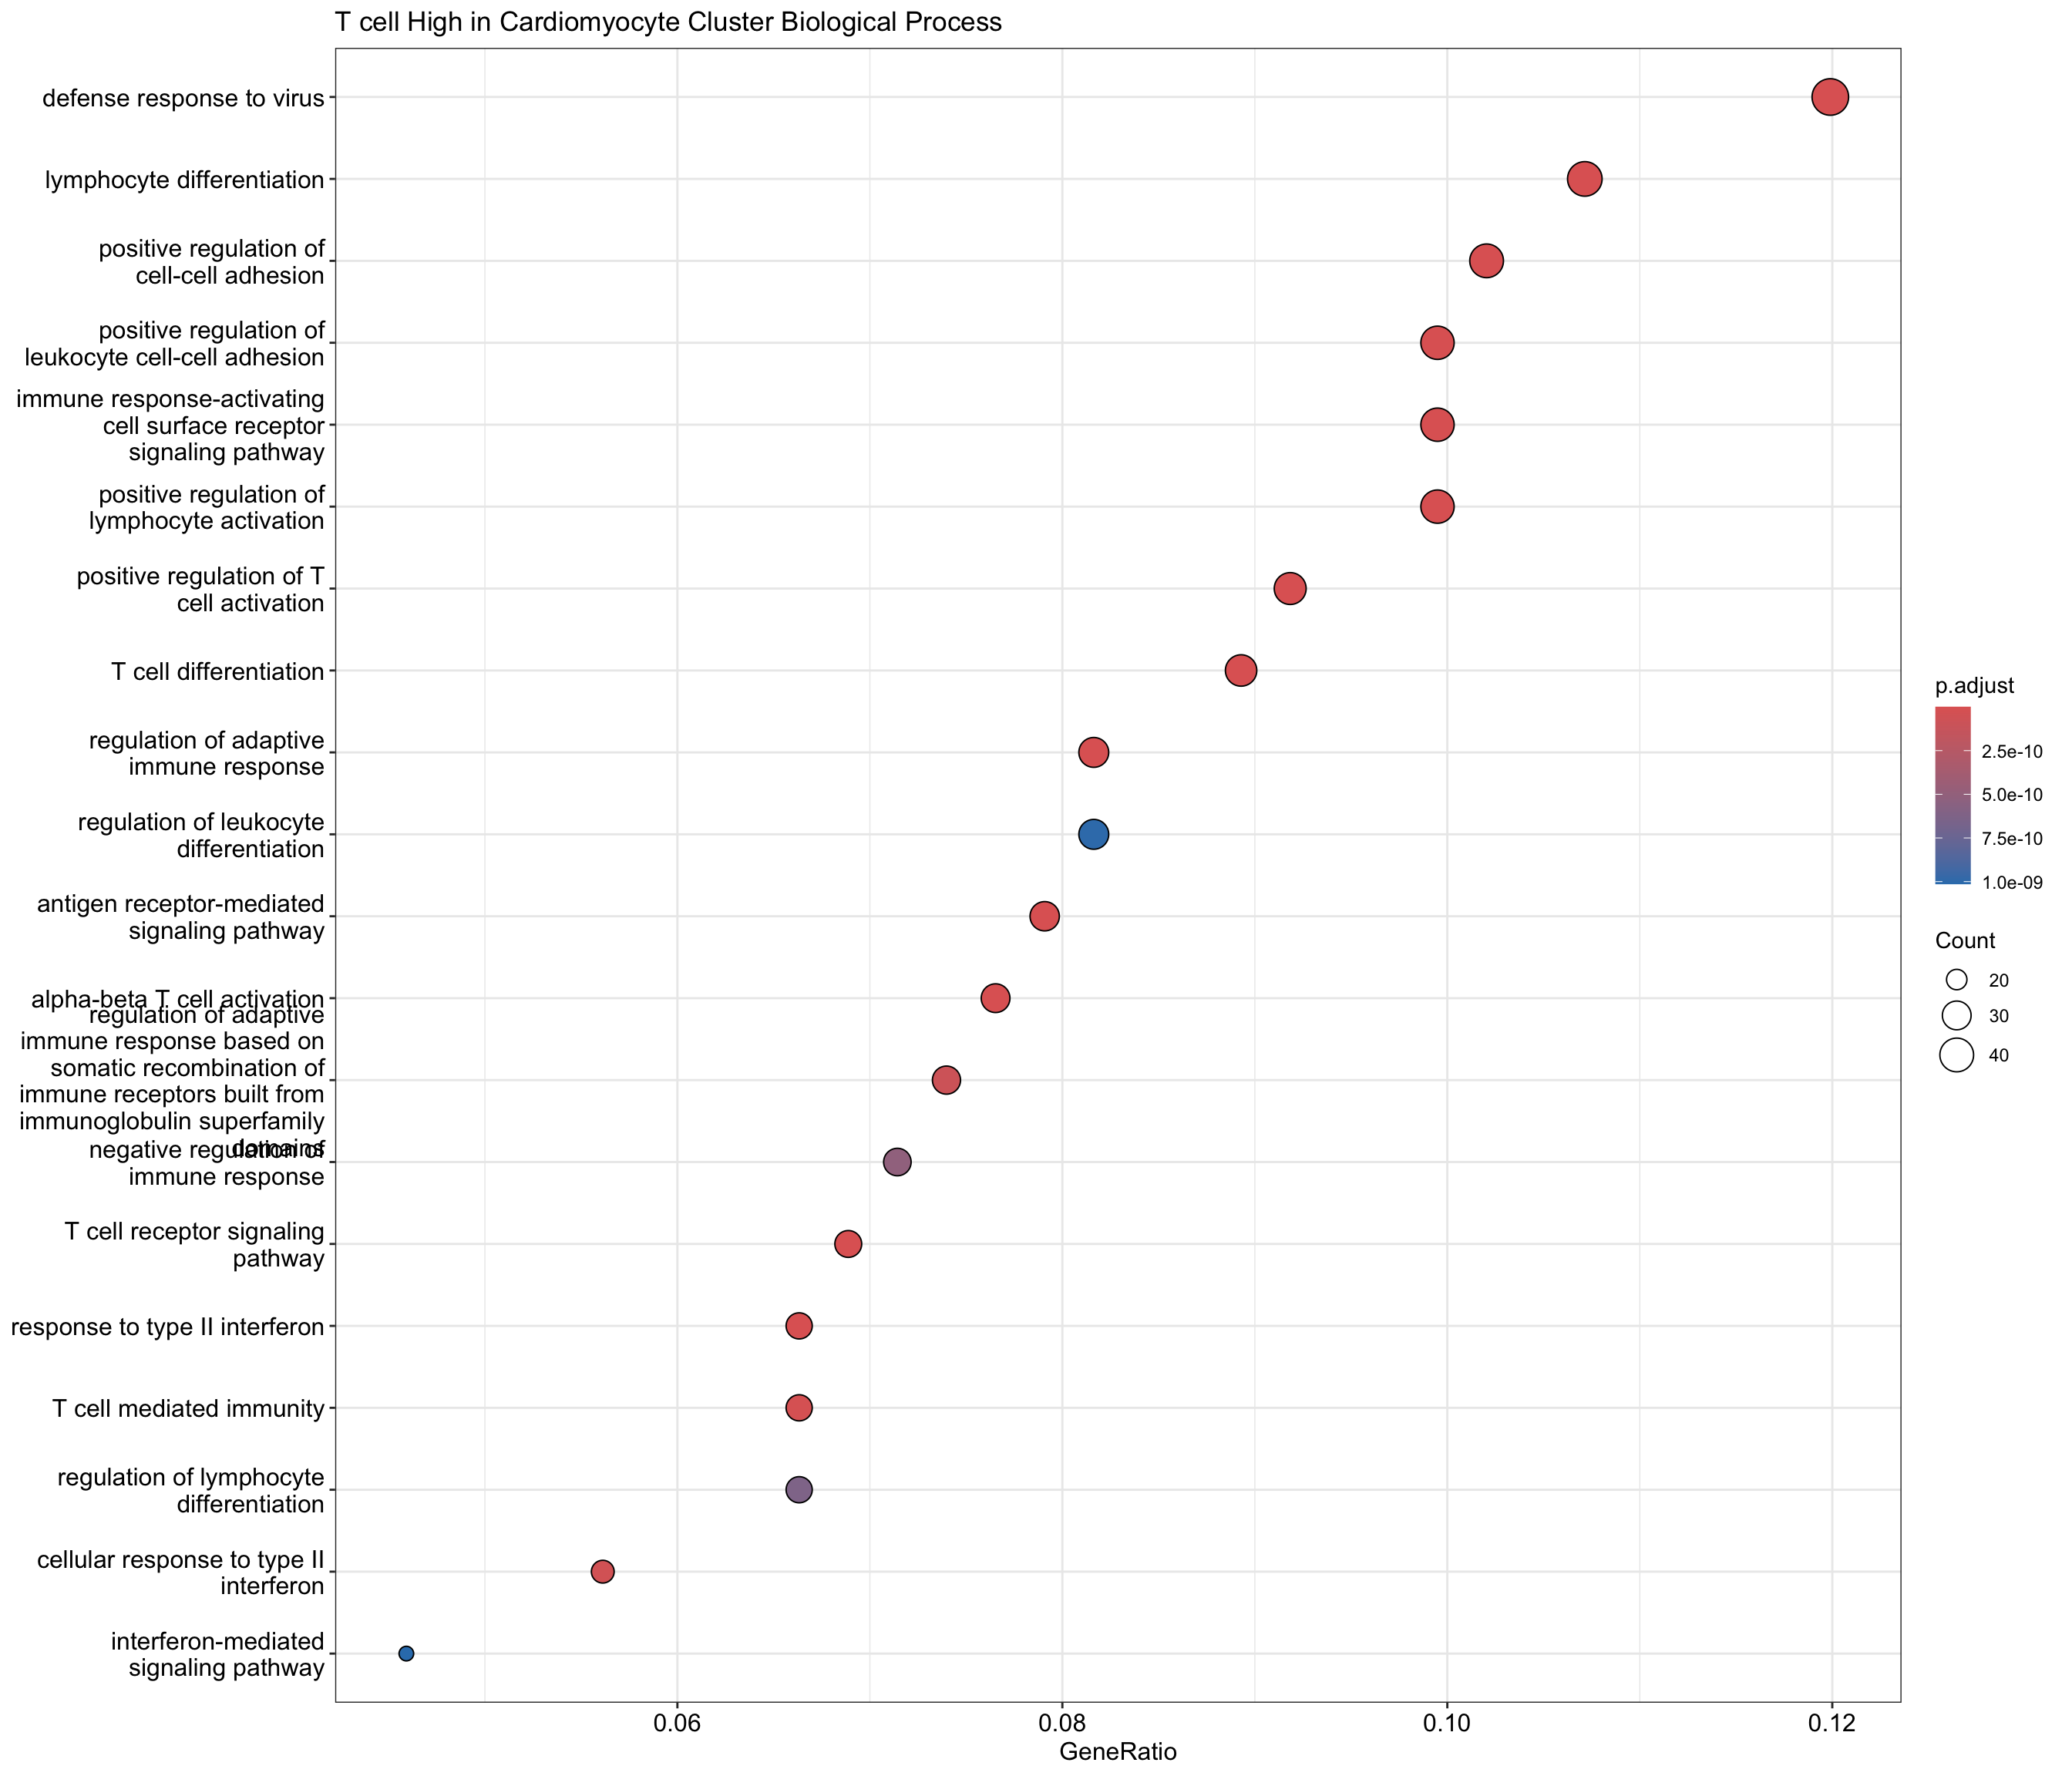 T cell High in Cardiomyocyte Cluster Biological Process
defense response to virus
lymphocyte differentiation
positive regulation of
cell-cell adhesion
positive regulation of
leukocyte cell-cell adhesion
immune response-activating
cell surface receptor
signaling pathway
positive regulation of
lymphocyte activation
positive regulation of T
cell activation
T cell differentiation
regulation of adaptive
immune response
regulation of leukocyte
differentiation
antigen receptor-mediated
signaling pathway
alpha-beta T cell activation
regulation of adaptive
immune response based on
somatic recombination of
immune receptors built from
immunoglobulin superfamily
domains
negative regulation of
immune response
T cell receptor signaling
pathway
response to type II interferon
T cell mediated immunity
regulation of lymphocyte
differentiation
cellular response to type II
interferon
interferon-mediated
signaling pathway
0.06
0.08
0.10
0.12
GeneRatio
p.adjust
2.5e-10
5.0e-10
7.5e-10
1.0e-09
Count
20
30
40